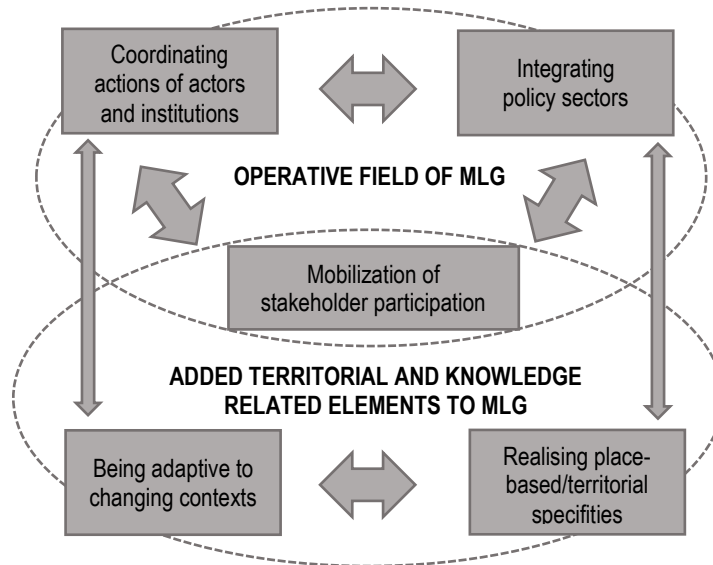 Coordinating
actions of actors
and institutions
Integrating
policy sectors
OPERATIVE FIELD OF MLG
Mobilization of
stakeholder participation
ADDED TERRITORIAL AND KNOWLEDGE
RELATED ELEMENTS TO MLG
Being adaptive to
changing contexts
Realising place-
based/territorial
specifities